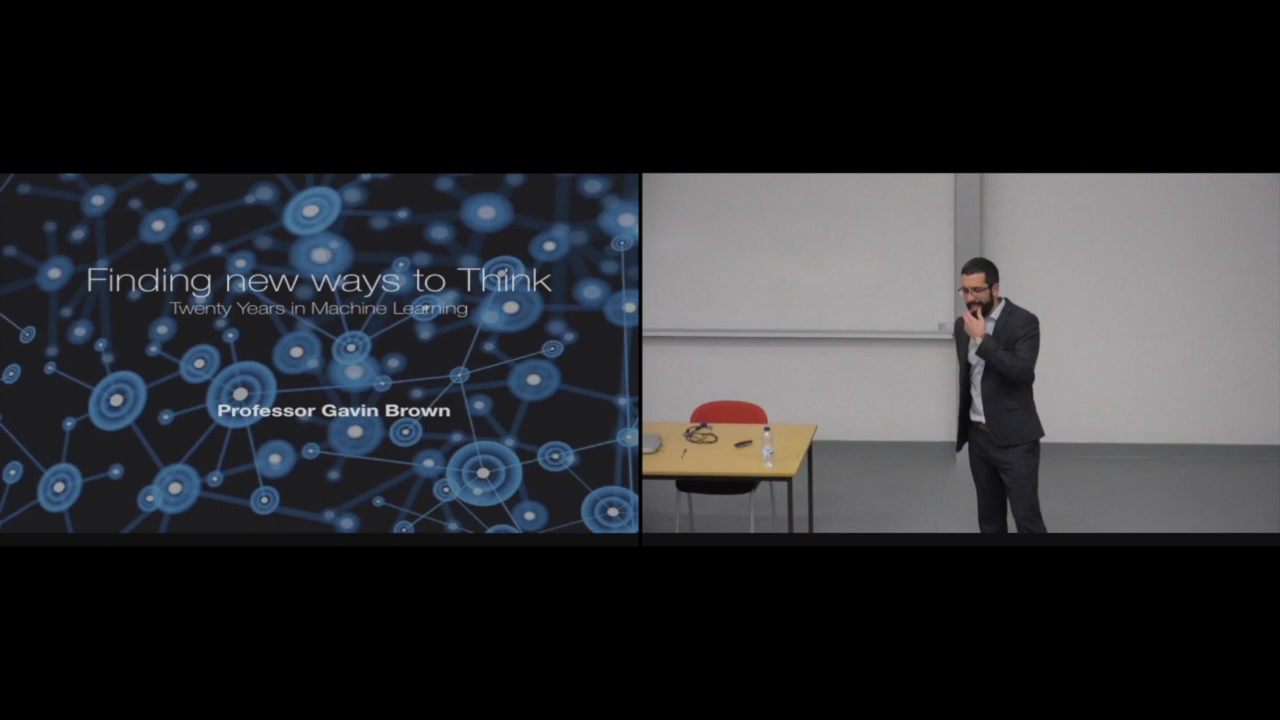 Finding new ways to Think
Twenty Years in Machine Learning
Professor Gavin Brown